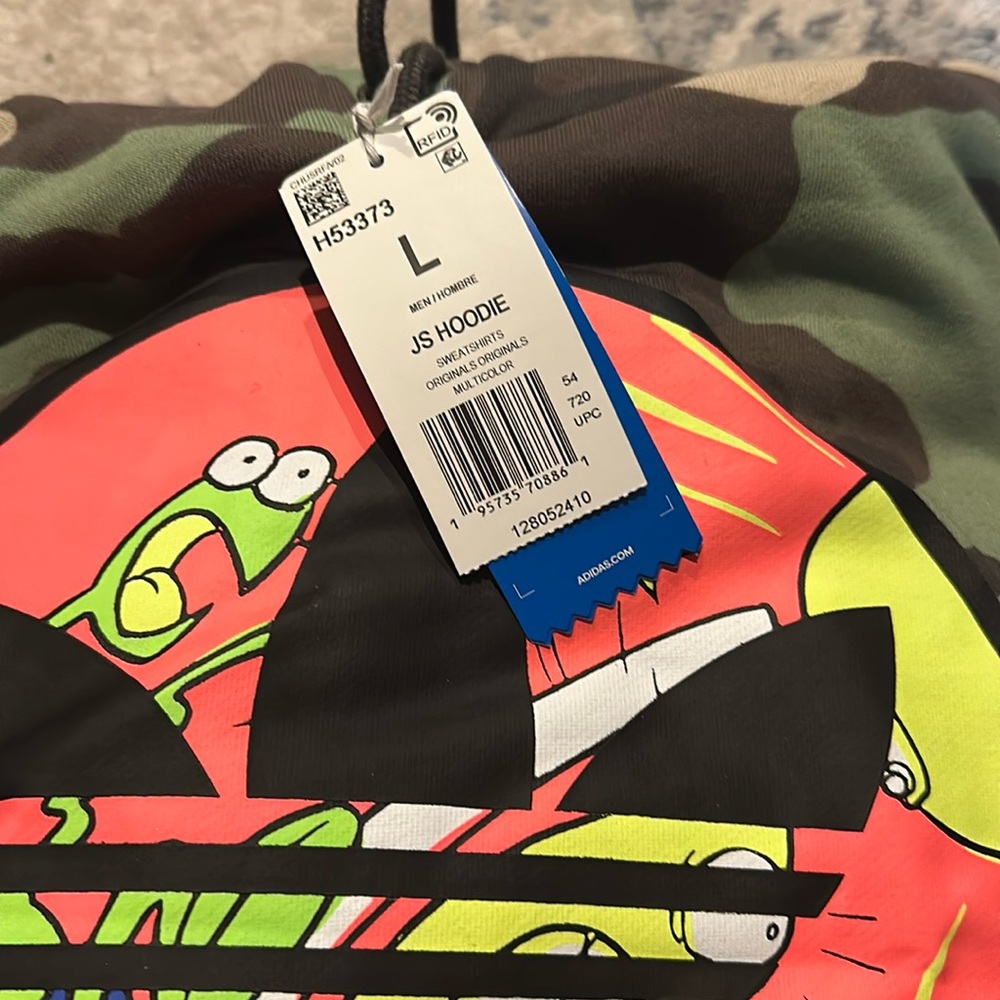 RFID
CHUSRFA/02
H53373
L
MEN / HOMBRE
JS HOODIE
SWEATSHIRTS
ORIGINALS ORIGINALS
MULTICOLOR
54
720
UPC
1 95735 70886 1
128052410
ADIDAS.COM